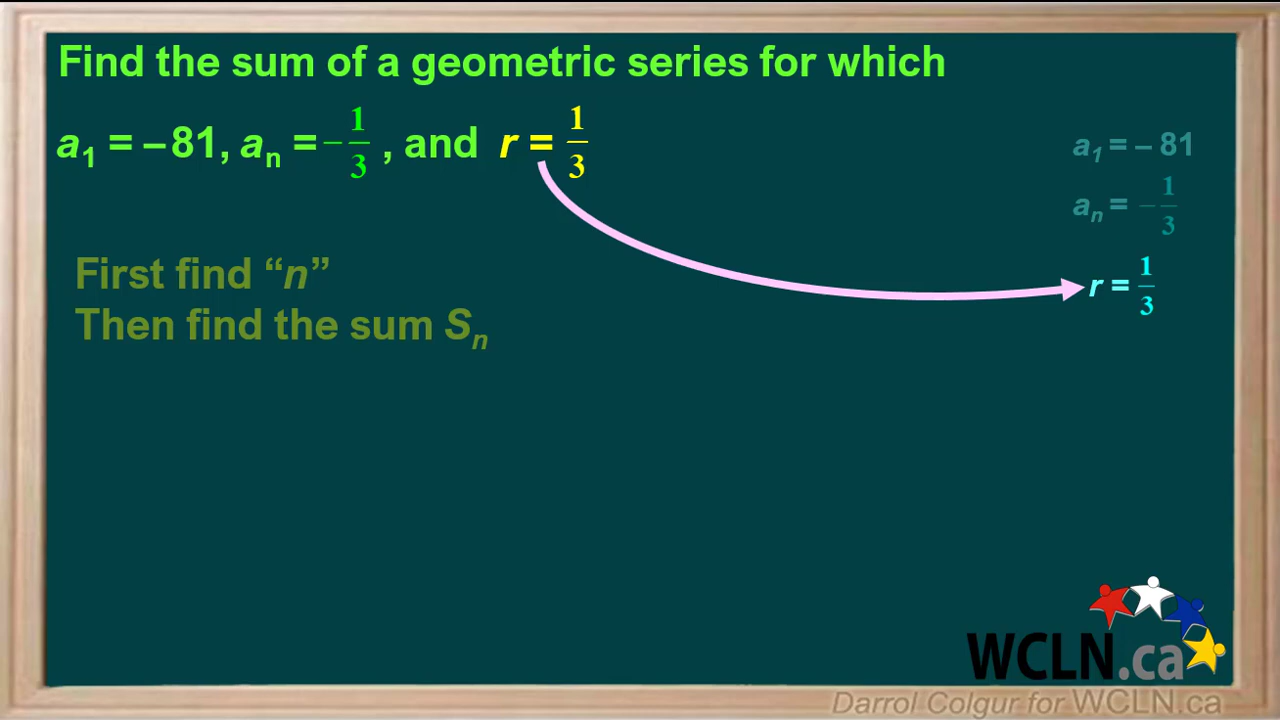 Find the sum of a geometric series for which
a₁ = – 81, aₙ = −1/3 , and r = 1/3
a₁ = – 81
aₙ = −1/3
r = 1/3
First find “n”
Then find the sum Sₙ
WCLN.ca
Darrol Colgur for WCLN.ca